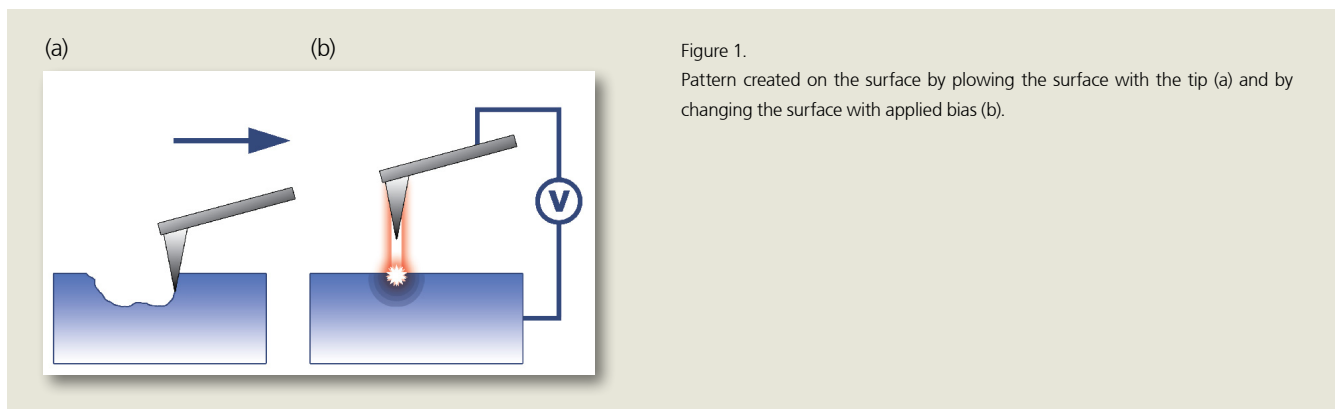 (a)
(b)
V
Figure 1.
Pattern created on the surface by plowing the surface with the tip (a) and by
changing the surface with applied bias (b).